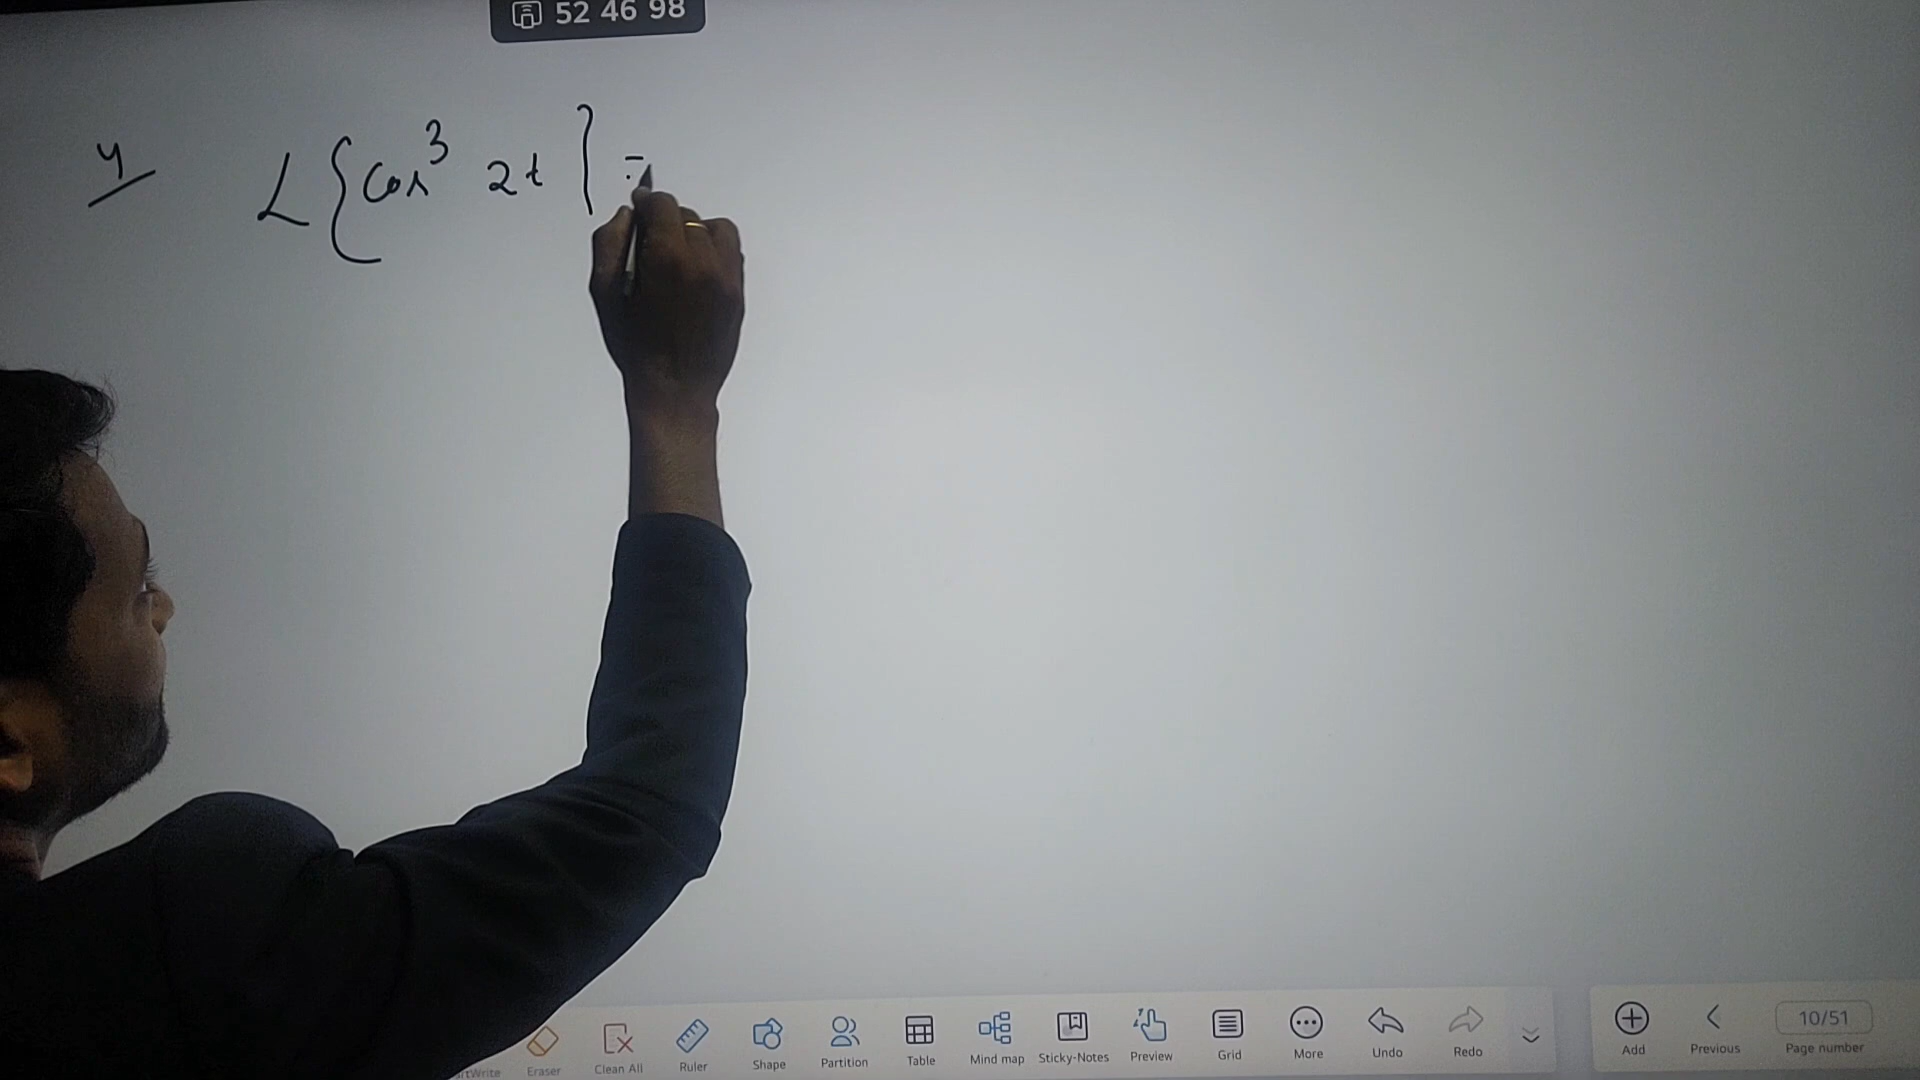 52 46 98
4 L{cos³ 2t} =
Eraser Clean All Ruler Shape Partition Table Mind map Sticky-Notes Preview Grid More Undo Redo Add Previous Page number
10/51